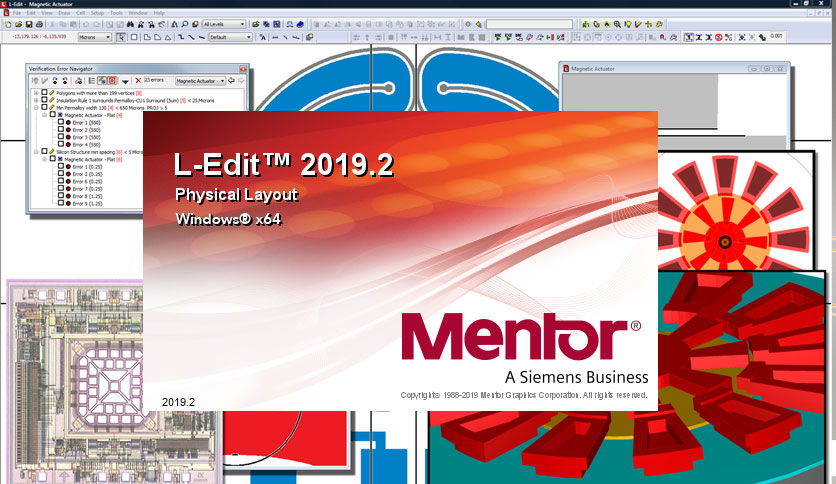 L-Edit - Magnetic Actuator
File Edit View Draw Cell Setup Tools Window Help
All Levels
-13,179.126 : -6,135.939
Microns
Default
0.001
Verification Error Navigator
23 errors
Magnetic Actuator -
Polygons with more than 199 vertices [8]
Insulation Rule 1 surrounds Permalloy-CU1 Surround (Sum) [5] < 25 Microns
Min Permalloy width 130 [4] < 650 Microns PROJ > 5
Magnetic Actuator - Flat [4]
Error 1 (550)
Error 2 (550)
Error 3 (550)
Error 4 (550)
Silicon Structure min spacing [6] < 5 Micr
Magnetic Actuator - Flat [6]
Error 1 (0.25)
Error 2 (0.25)
Error 6 (0.25)
Error 7 (0.25)
Error 8 (0.25)
Error 9 (1.25)
Magnetic Actuator
L-Edit™ 2019.2
Physical Layout
Windows® x64
Mentor®
A Siemens Business
Copyright© 1988-2019 Mentor Graphics Corporation. All rights reserved.
2019.2